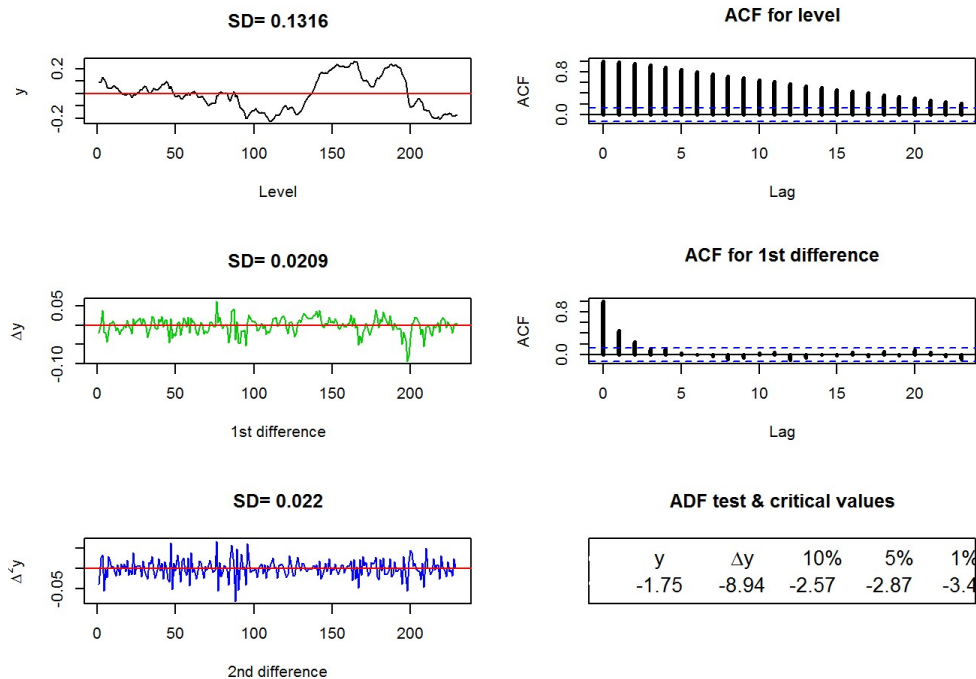 SD= 0.1316
y
0.2
-0.2
0 50 100 150 200
Level
ACF for level
ACF
0.8
0.0
0 5 10 15 20
Lag
SD= 0.0209
Δy
0.05
-0.10
0 50 100 150 200
1st difference
ACF for 1st difference
ACF
0.8
0.0
0 5 10 15 20
Lag
SD= 0.022
Δ²y
-0.05
0 50 100 150 200
2nd difference
ADF test & critical values
y Δy 10% 5% 1%
-1.75 -8.94 -2.57 -2.87 -3.4